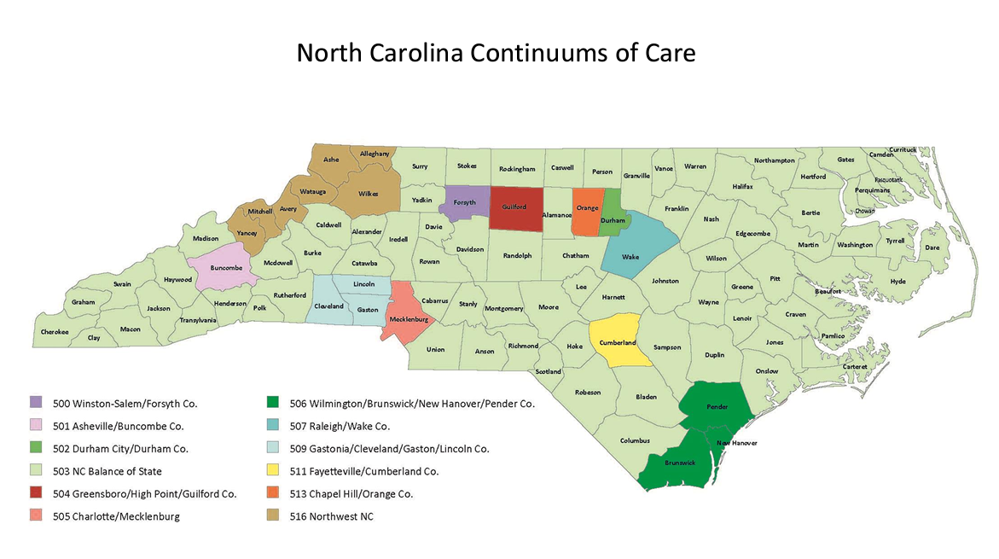 North Carolina Continuums of Care
Ashe
Alleghany
Surry
Stokes
Rockingham
Caswell
Person
Granville
Vance
Warren
Northampton
Gates
Camden
Currituck
Hertford
Pasquotank
Perquimans
Chowan
Halifax
Bertie
Watauga
Wilkes
Yadkin
Forsyth
Guilford
Alamance
Orange
Durham
Franklin
Nash
Edgecombe
Martin
Washington
Tyrrell
Dare
Mitchell
Avery
Yancey
Caldwell
Alexander
Iredell
Davie
Madison
Burke
Catawba
Rowan
Davidson
Randolph
Chatham
Wake
Wilson
Buncombe
Mcdowell
Johnston
Greene
Pitt
Beaufort
Hyde
Swain
Haywood
Lincoln
Lee
Harnett
Wayne
Graham
Jackson
Henderson
Polk
Rutherford
Cleveland
Gaston
Mecklenburg
Cabarrus
Stanly
Montgomery
Moore
Lenoir
Craven
Pamlico
Transylvania
Cherokee
Macon
Clay
Union
Anson
Richmond
Hoke
Cumberland
Sampson
Duplin
Jones
Carteret
Onslow
Scotland
Robeson
Bladen
Pender
Columbus
New Hanover
Brunswick
500 Winston-Salem/Forsyth Co.
501 Asheville/Buncombe Co.
502 Durham City/Durham Co.
503 NC Balance of State
504 Greensboro/High Point/Guilford Co.
505 Charlotte/Mecklenburg
506 Wilmington/Brunswick/New Hanover/Pender Co.
507 Raleigh/Wake Co.
509 Gastonia/Cleveland/Gaston/Lincoln Co.
511 Fayetteville/Cumberland Co.
513 Chapel Hill/Orange Co.
516 Northwest NC